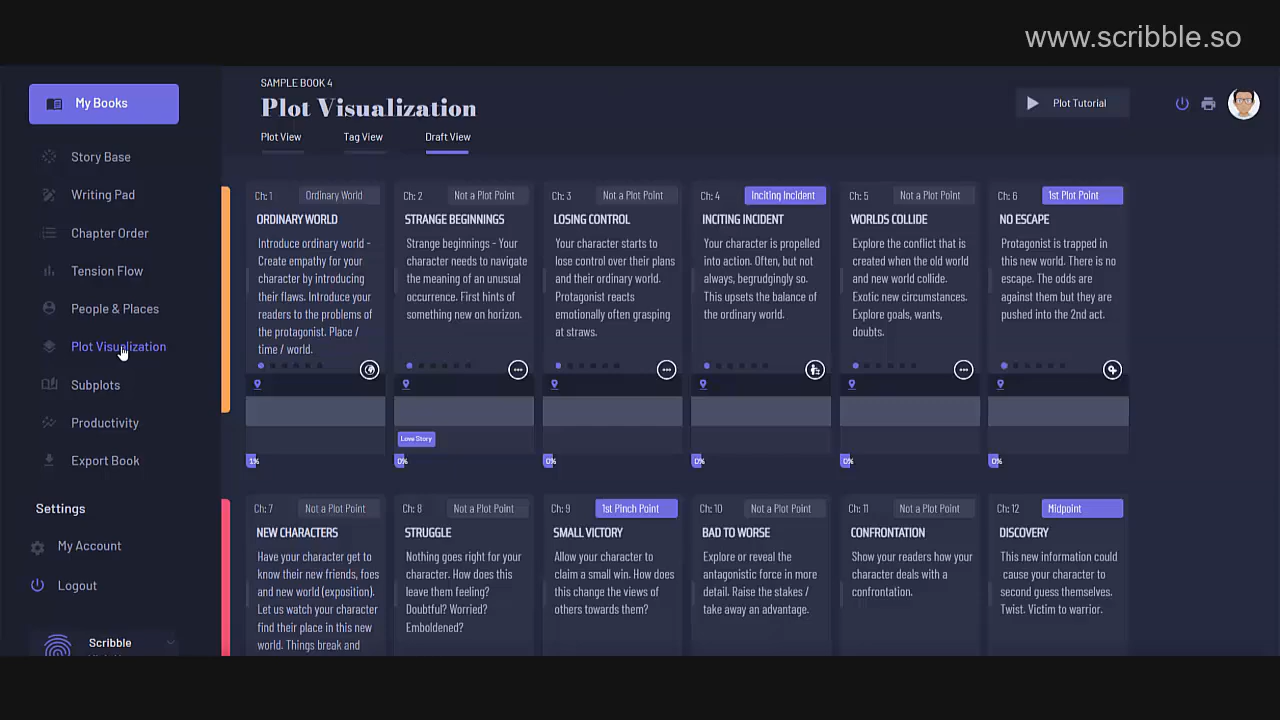 www.scribble.so
My Books
Story Base
Writing Pad
Chapter Order
Tension Flow
People & Places
Plot Visualization
Subplots
Productivity
Export Book
Settings
My Account
Logout
Scribble
SAMPLE BOOK 4
Plot Visualization
Plot View
Tag View
Draft View
Plot Tutorial
Ch: 1
Ordinary World
ORDINARY WORLD
Introduce ordinary world -
Create empathy for your
character by introducing
their flaws. Introduce your
readers to the problems of
the protagonist. Place /
time / world.
1%
Ch: 2
Not a Plot Point
STRANGE BEGINNINGS
Strange beginnings - Your
character needs to navigate
the meaning of an unusual
occurrence. First hints of
something new on horizon.
Love Story
0%
Ch: 3
Not a Plot Point
LOSING CONTROL
Your character starts to
lose control over their plans
and their ordinary world.
Protagonist reacts
emotionally often grasping
at straws.
0%
Ch: 4
Inciting Incident
INCITING INCIDENT
Your character is propelled
into action. Often, but not
always, begrudgingly so.
This upsets the balance of
the ordinary world.
0%
Ch: 5
Not a Plot Point
WORLDS COLLIDE
Explore the conflict that is
created when the old world
and new world collide.
Exotic new circumstances.
Explore goals, wants,
doubts.
0%
Ch: 6
1st Plot Point
NO ESCAPE
Protagonist is trapped in
this new world. There is no
escape. The odds are
against them but they are
pushed into the 2nd act.
0%
Ch: 7
Not a Plot Point
NEW CHARACTERS
Have your character get to
know their new friends, foes
and new world (exposition).
Let us watch your character
find their place in this new
world. Things break and
Ch: 8
Not a Plot Point
STRUGGLE
Nothing goes right for your
character. How does this
leave them feeling?
Doubtful? Worried?
Emboldened?
Ch: 9
1st Pinch Point
SMALL VICTORY
Allow your character to
claim a small win. How does
this change the views of
others towards them?
Ch: 10
Not a Plot Point
BAD TO WORSE
Explore or reveal the
antagonistic force in more
detail. Raise the stakes /
take away an advantage.
Ch: 11
Not a Plot Point
CONFRONTATION
Show your readers how your
character deals with a
confrontation.
Ch: 12
Midpoint
DISCOVERY
This new information could
cause your character to
second guess themselves.
Twist. Victim to warrior.